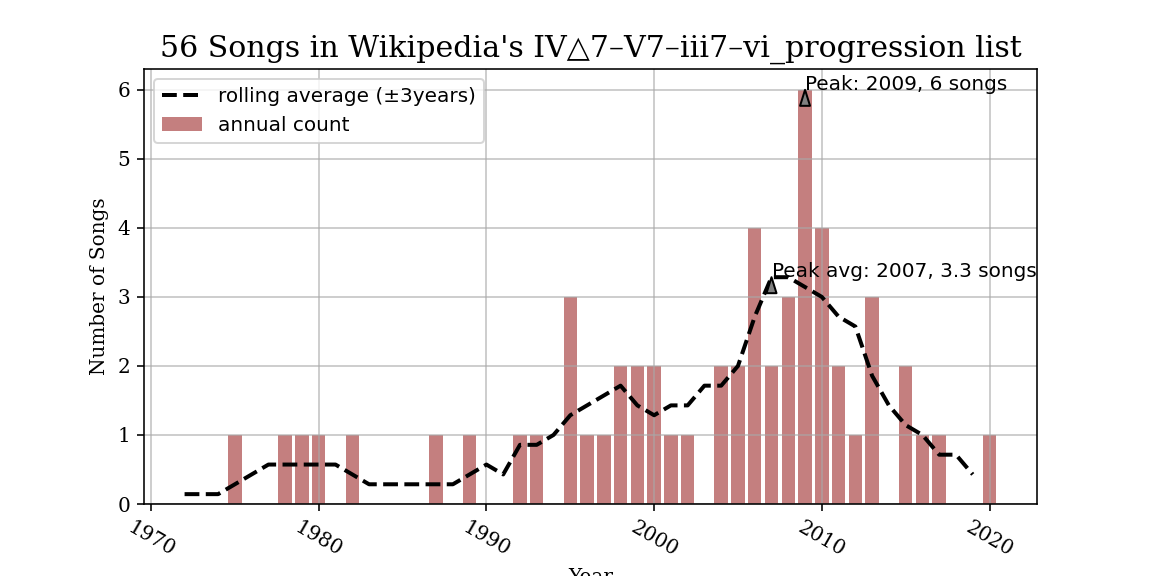 56 Songs in Wikipedia's IV△7–V7–iii7–vi_progression list
rolling average (±3years)
annual count
Peak: 2009, 6 songs
Peak avg: 2007, 3.3 songs
Number of Songs
6
5
4
3
2
1
0
1970
1980
1990
2000
2010
2020
Year